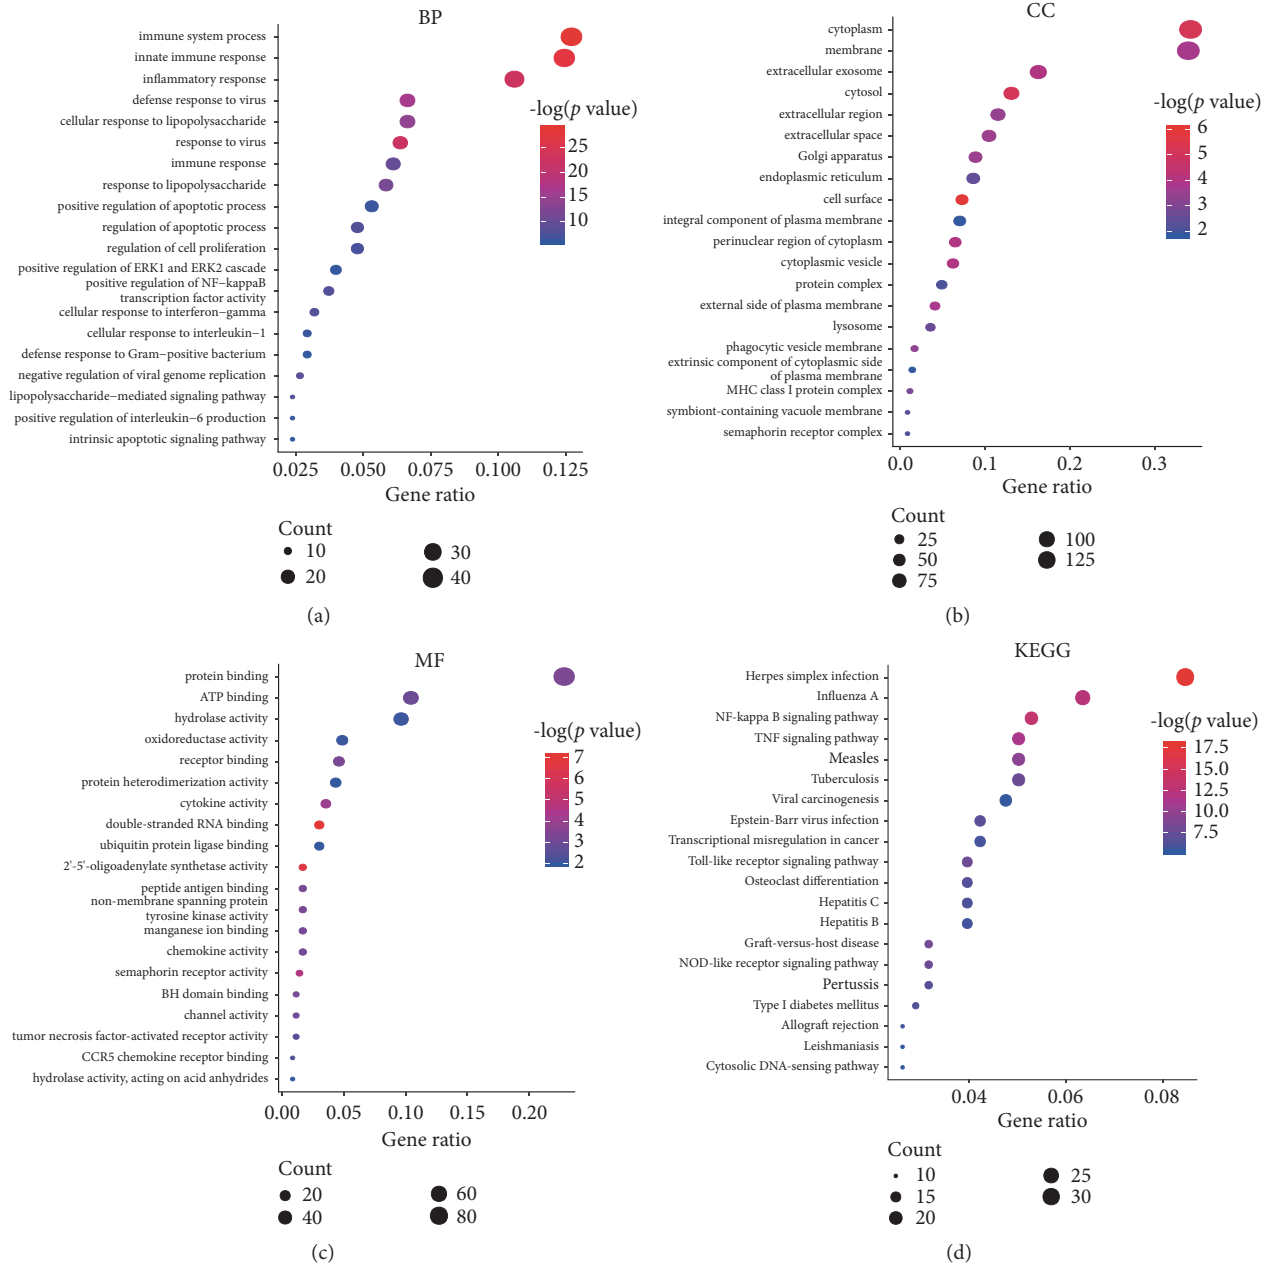 BP
immune system process
innate immune response
inflammatory response
defense response to virus
cellular response to lipopolysaccharide
response to virus
immune response
response to lipopolysaccharide
positive regulation of apoptotic process
regulation of apoptotic process
regulation of cell proliferation
positive regulation of ERK1 and ERK2 cascade
positive regulation of NF−kappaB
transcription factor activity
cellular response to interferon−gamma
cellular response to interleukin−1
defense response to Gram−positive bacterium
negative regulation of viral genome replication
lipopolysaccharide−mediated signaling pathway
positive regulation of interleukin−6 production
intrinsic apoptotic signaling pathway
0.025 0.050 0.075 0.100 0.125
Gene ratio
-log(p value)
25
20
15
10
Count
10 30
20 40
(a)
CC
cytoplasm
membrane
extracellular exosome
cytosol
extracellular region
extracellular space
Golgi apparatus
endoplasmic reticulum
cell surface
integral component of plasma membrane
perinuclear region of cytoplasm
cytoplasmic vesicle
protein complex
external side of plasma membrane
lysosome
phagocytic vesicle membrane
extrinsic component of cytoplasmic side
of plasma membrane
MHC class I protein complex
symbiont-containing vacuole membrane
semaphorin receptor complex
0.0 0.1 0.2 0.3
Gene ratio
-log(p value)
6
5
4
3
2
Count
25 100
50 125
75
(b)
MF
protein binding
ATP binding
hydrolase activity
oxidoreductase activity
receptor binding
protein heterodimerization activity
cytokine activity
double-stranded RNA binding
ubiquitin protein ligase binding
2'-5'-oligoadenylate synthetase activity
peptide antigen binding
non-membrane spanning protein
tyrosine kinase activity
manganese ion binding
chemokine activity
semaphorin receptor activity
BH domain binding
channel activity
tumor necrosis factor-activated receptor activity
CCR5 chemokine receptor binding
hydrolase activity, acting on acid anhydrides
0.00 0.05 0.10 0.15 0.20
Gene ratio
-log(p value)
7
6
5
4
3
2
Count
20 60
40 80
(c)
KEGG
Herpes simplex infection
Influenza A
NF-kappa B signaling pathway
TNF signaling pathway
Measles
Tuberculosis
Viral carcinogenesis
Epstein-Barr virus infection
Transcriptional misregulation in cancer
Toll-like receptor signaling pathway
Osteoclast differentiation
Hepatitis C
Hepatitis B
Graft-versus-host disease
NOD-like receptor signaling pathway
Pertussis
Type I diabetes mellitus
Allograft rejection
Leishmaniasis
Cytosolic DNA-sensing pathway
0.04 0.06 0.08
Gene ratio
-log(p value)
17.5
15.0
12.5
10.0
7.5
Count
10 25
15 30
20
(d)